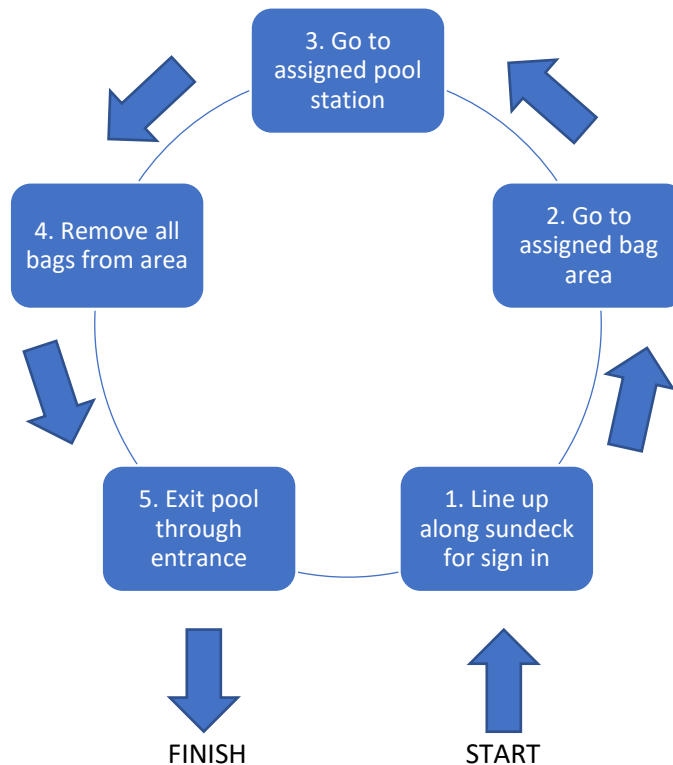 3. Go to
assigned pool
station
4. Remove all
bags from area
2. Go to
assigned bag
area
5. Exit pool
through
entrance
1. Line up
along sundeck
for sign in
FINISH
START